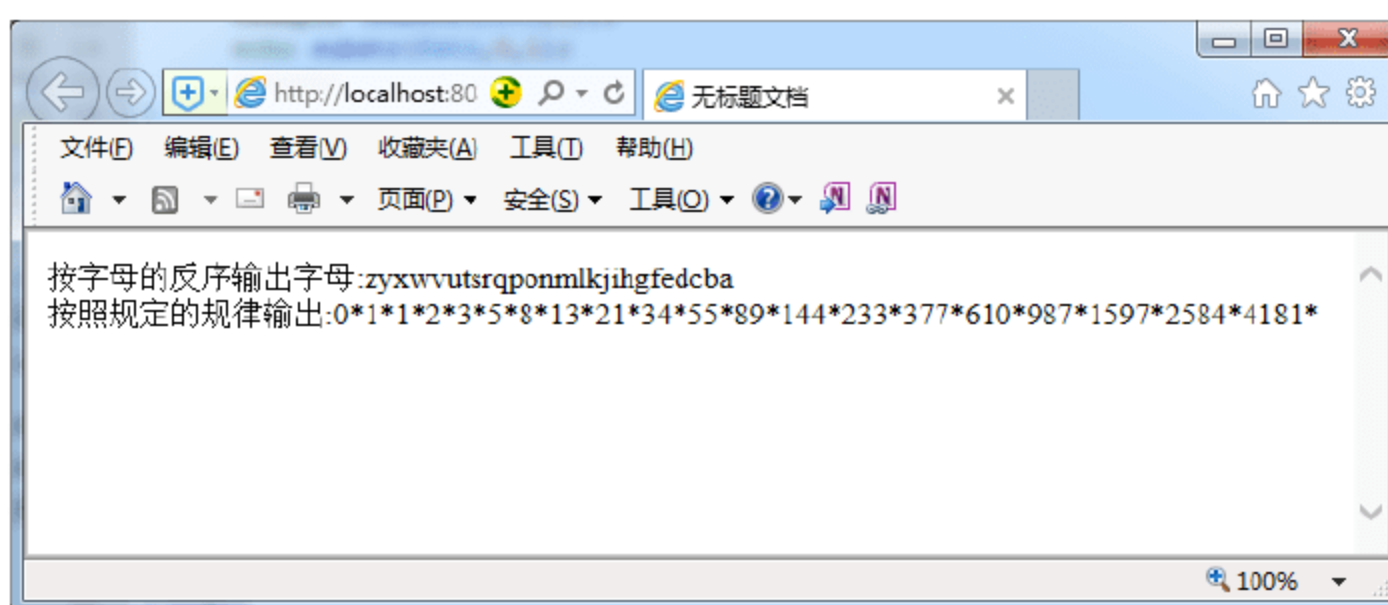 http://localhost:80
无标题文档
文件(F) 编辑(E) 查看(V) 收藏夹(A) 工具(T) 帮助(H)
页面(P) 安全(S) 工具(O)
按字母的反序输出字母:zyxwvutsrqponmlkjihgfedcba
按照规定的规律输出:0*1*1*2*3*5*8*13*21*34*55*89*144*233*377*610*987*1597*2584*4181*
100%